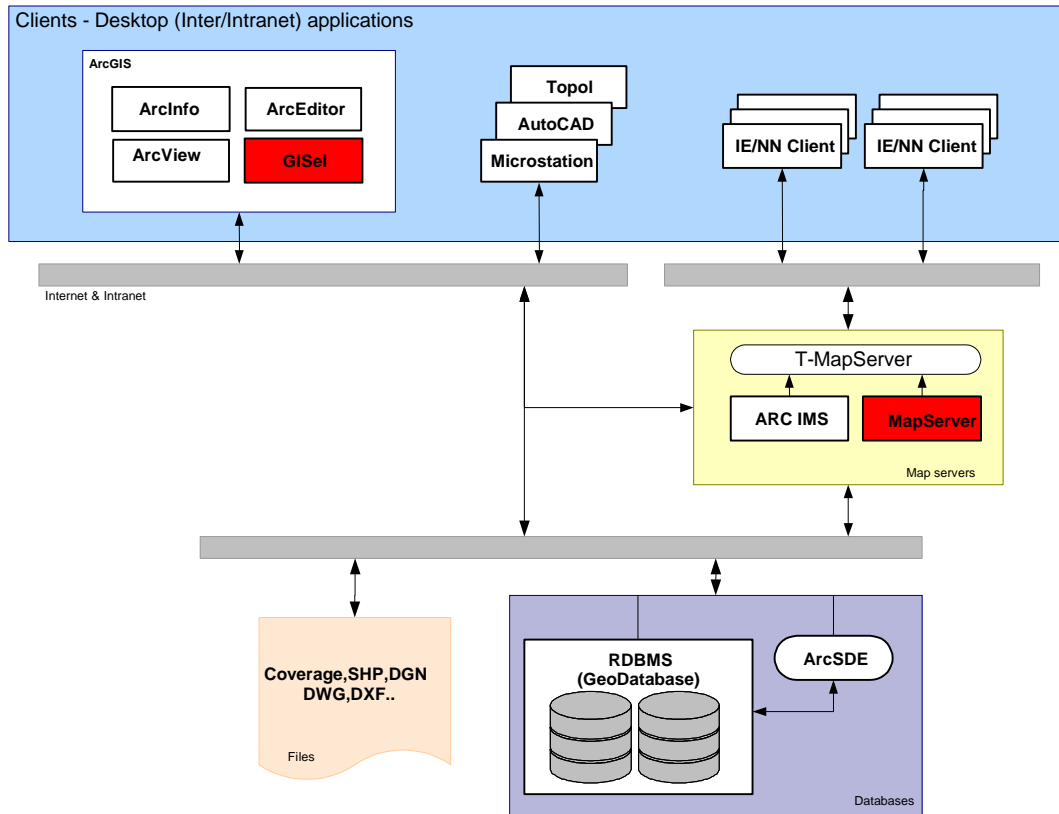 Clients - Desktop (Inter/Intranet) applications
ArcGIS
ArcInfo
ArcEditor
ArcView
GISel
Topol
AutoCAD
Microstation
IE/NN Client
IE/NN Client
Internet & Intranet
T-MapServer
ARC IMS
MapServer
Map servers
Coverage,SHP,DGN
DWG,DXF..
Files
RDBMS
(GeoDatabase)
ArcSDE
Databases